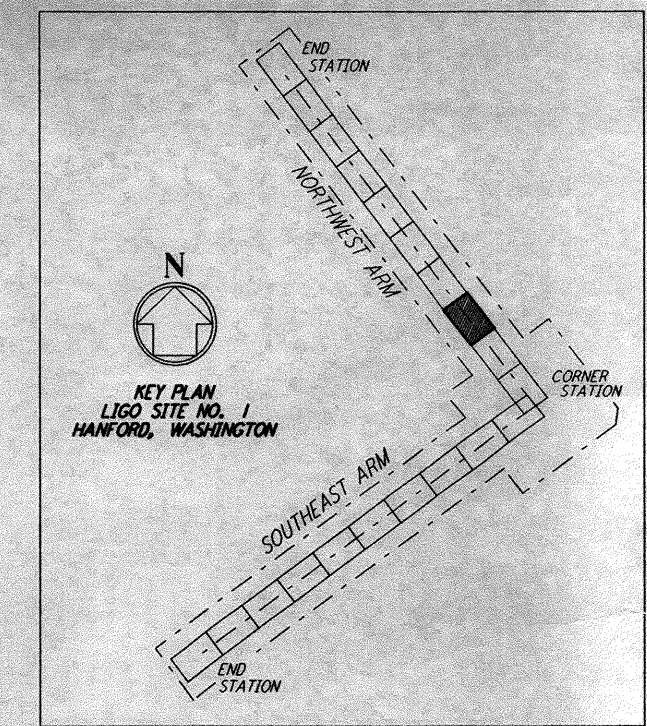 END
STATION
NORTHWEST ARM
N
KEY PLAN
LIGO SITE NO. 1
HANFORD, WASHINGTON
CORNER
STATION
SOUTHEAST ARM
END
STATION